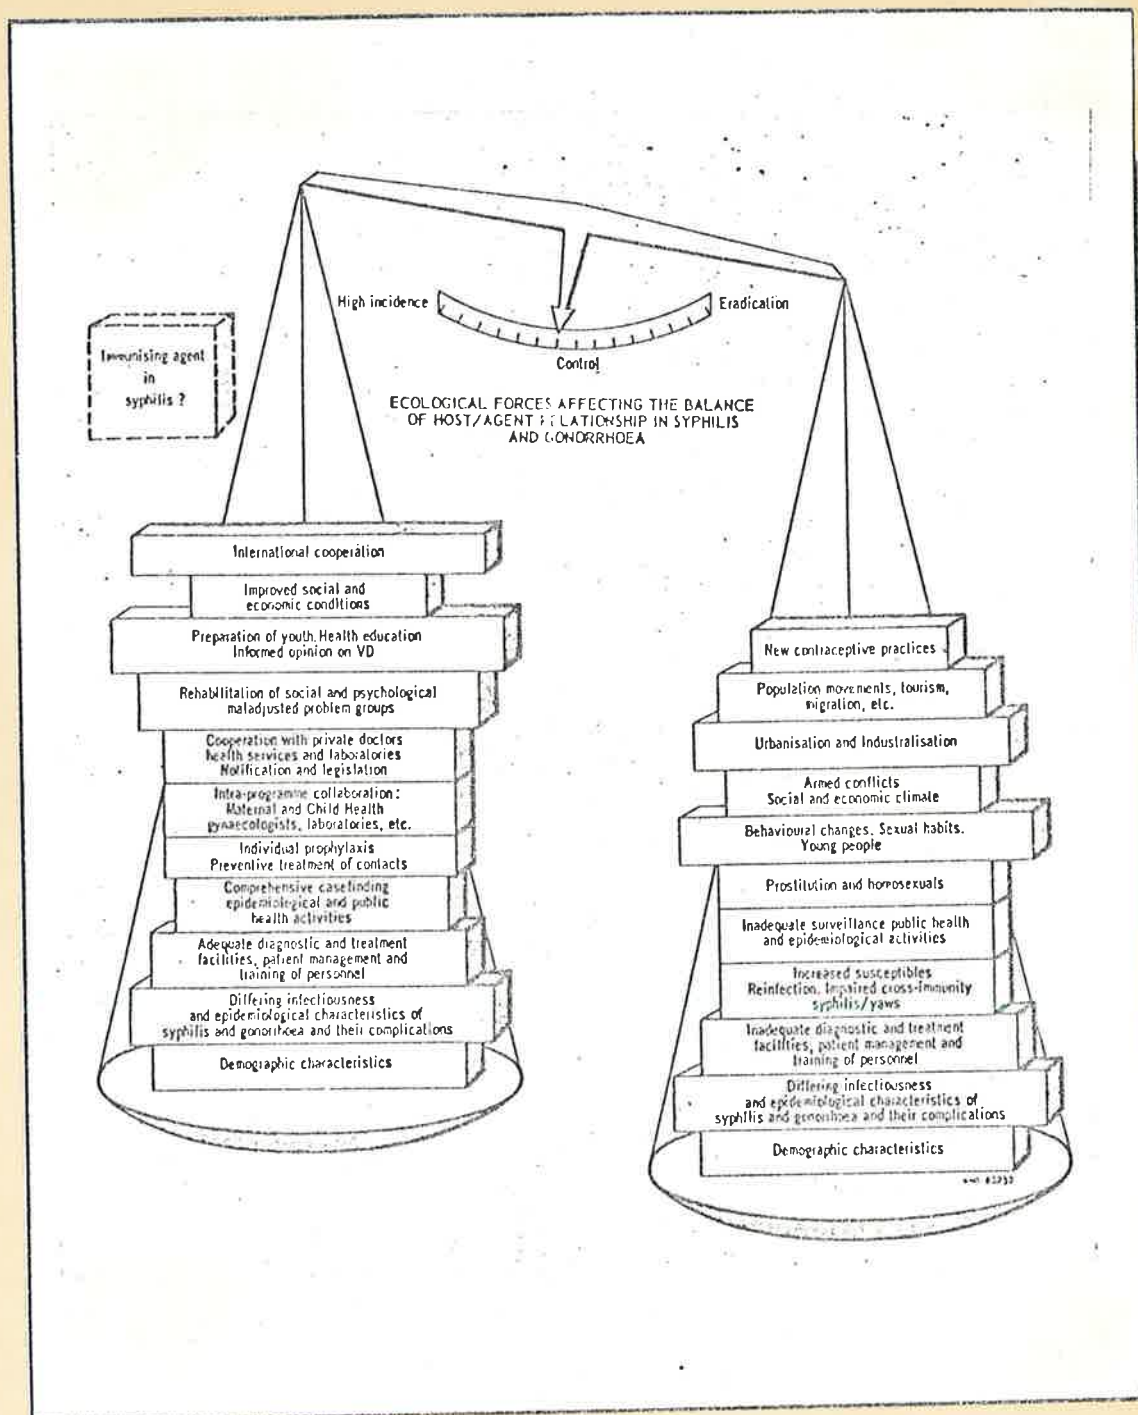 High incidence
Eradication
Control
Immunising agent
in
syphilis ?
ECOLOGICAL FORCES AFFECTING THE BALANCE
OF HOST/AGENT RELATIONSHIP IN SYPHILIS
AND GONORRHOEA
International cooperation
Improved social and
economic conditions
Preparation of youth. Health education
Informed opinion on VD
Rehabilitation of social and psychological
maladjusted problem groups
Cooperation with private doctors
health services and laboratories
Notification and legislation
Intra-programme collaboration:
Maternal and Child Health
gynaecologists, laboratories, etc.
Individual prophylaxis
Preventive treatment of contacts
Comprehensive casefinding
epidemiological and public
health activities
Adequate diagnostic and treatment
facilities, patient management and
training of personnel
Differing infectiousness
and epidemiological characteristics of
syphilis and gonorrhoea and their complications
Demographic characteristics
New contraceptive practices
Population movements, tourism,
migration, etc.
Urbanisation and Industralisation
Armed conflicts
Social and economic climate
Behavioural changes. Sexual habits.
Young people
Prostitution and homosexuals
Inadequate surveillance public health
and epidemiological activities
Increased susceptibles
Reinfection. Impaired cross-immunity
syphilis/yaws
Inadequate diagnostic and treatment
facilities, patient management and
training of personnel
Differing infectiousness
and epidemiological characteristics of
syphilis and gonorrhoea and their complications
Demographic characteristics